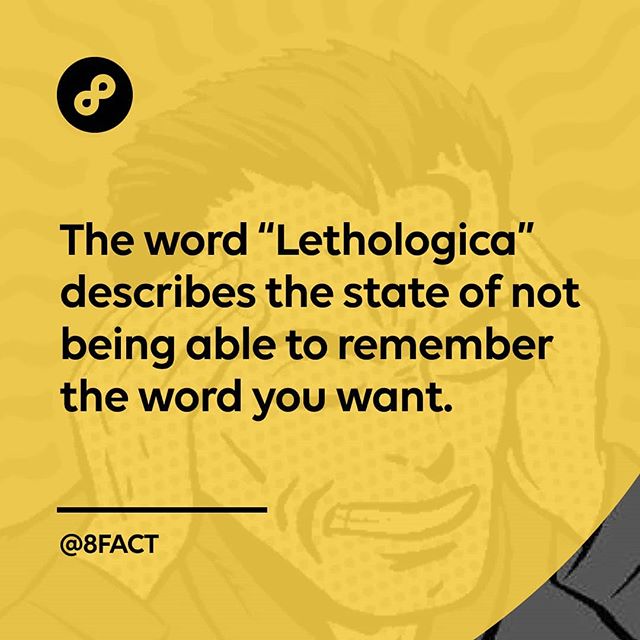 The word “Lethologica”
describes the state of not
being able to remember
the word you want.
@8FACT